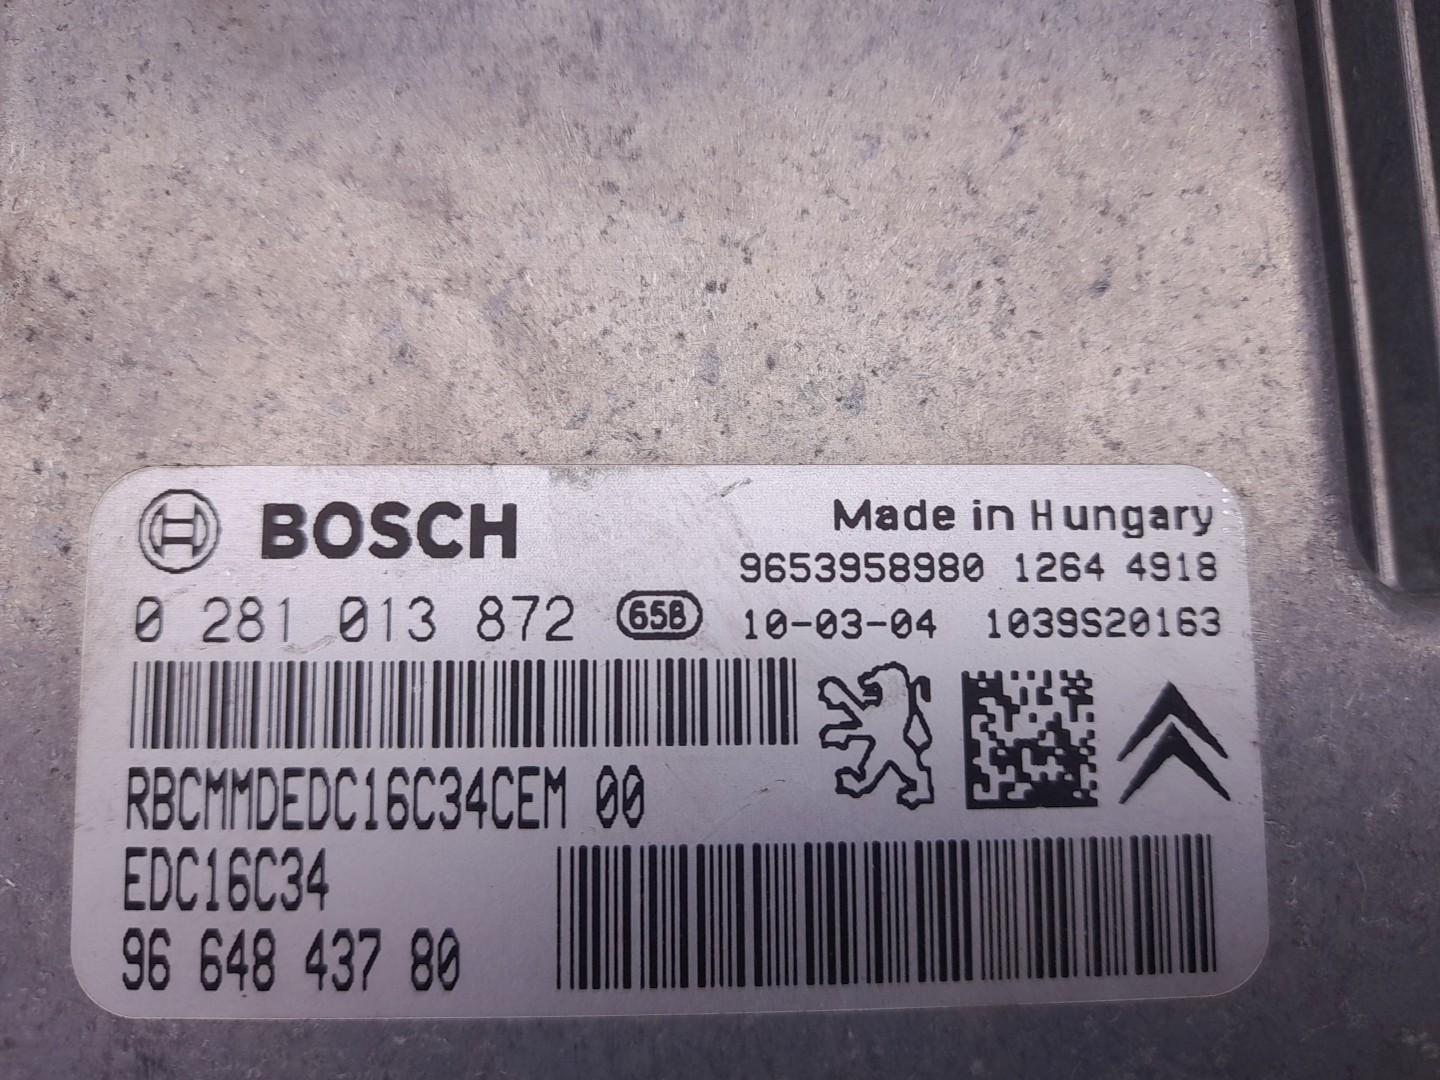 BOSCH
Made in Hungary
9653958980 1264 4918
0 281 013 872 65B 10-03-04 1039S20163
RBCMMDEDC16C34CEM 00
EDC16C34
96 648 437 80